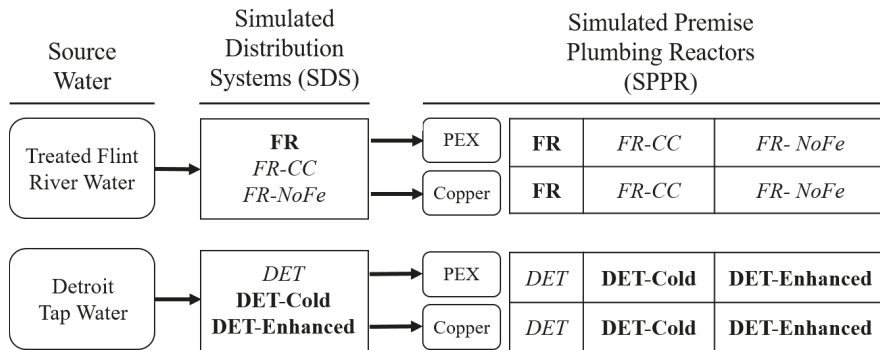 Source
Water
Simulated
Distribution
Systems (SDS)
Simulated Premise
Plumbing Reactors
(SPPR)
Treated Flint
River Water
FR
FR-CC
FR-NoFe
PEX
FR
FR-CC
FR- NoFe
Copper
FR
FR-CC
FR- NoFe
Detroit
Tap Water
DET
DET-Cold
DET-Enhanced
PEX
DET
DET-Cold
DET-Enhanced
Copper
DET
DET-Cold
DET-Enhanced